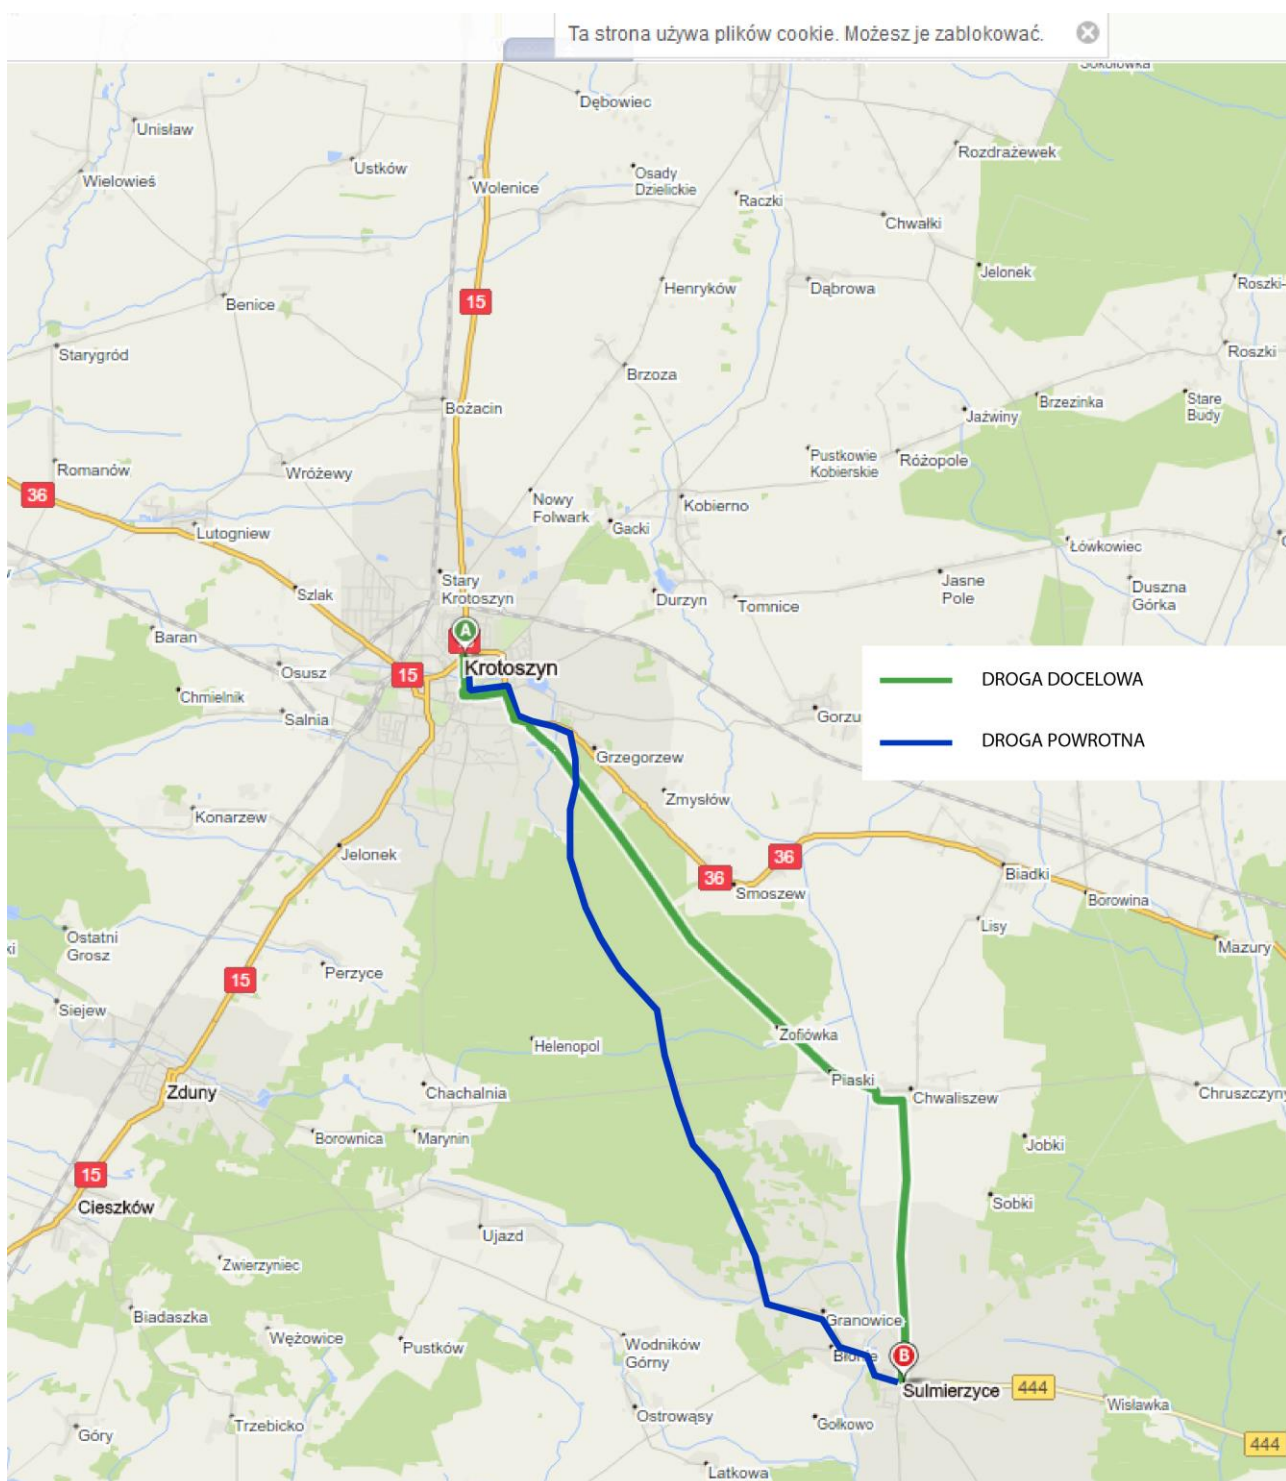 Ta strona używa plików cookie. Możesz je zablokować.
Sokołówka
Dębowiec
Unisław
Rozdrażewek
Ustków
Osady
Dzielickie
Wielowieś
Wolenice
Raczki
Chwałki
Jelonek
Roszki-
Henryków
Dąbrowa
15
Benice
Starygród
Roszki
Brzoza
Brzezinka
Stare
Budy
Bożacin
Jaźwiny
Pustkowie
Kobierskie
Różopole
Romanów
Wróżewy
36
Nowy
Folwark
Kobierno
Gacki
Lutogniew
Łówkowiec
Stary
Krotoszyn
Jasne
Pole
Duszna
Górka
Szlak
Durzyn
Tomnice
A
Baran
Osusz
15
Krotoszyn
DROGA DOCELOWA
Chmielnik
Salnia
Gorzu
DROGA POWROTNA
Grzegorzew
Zmysłów
Konarzew
Jelonek
36
36
Smoszew
Biadki
Borowina
Lisy
Ostatni
Grosz
Mazury
Perzyce
15
Siejew
Zofiówka
Helenopol
Piaski
Zduny
Chachalnia
Chwaliszew
Chruszczyny
Borownica
Marynin
Jobki
15
Cieszków
Sobki
Ujazd
Zwierzyniec
Biadaszka
Granowice
Wężowice
Pustków
Wodników
Górny
Błonie
B
Sulmierzyce
444
Wisławka
Trzebicko
Ostrowąsy
Gołkowo
Góry
444
Latkowa